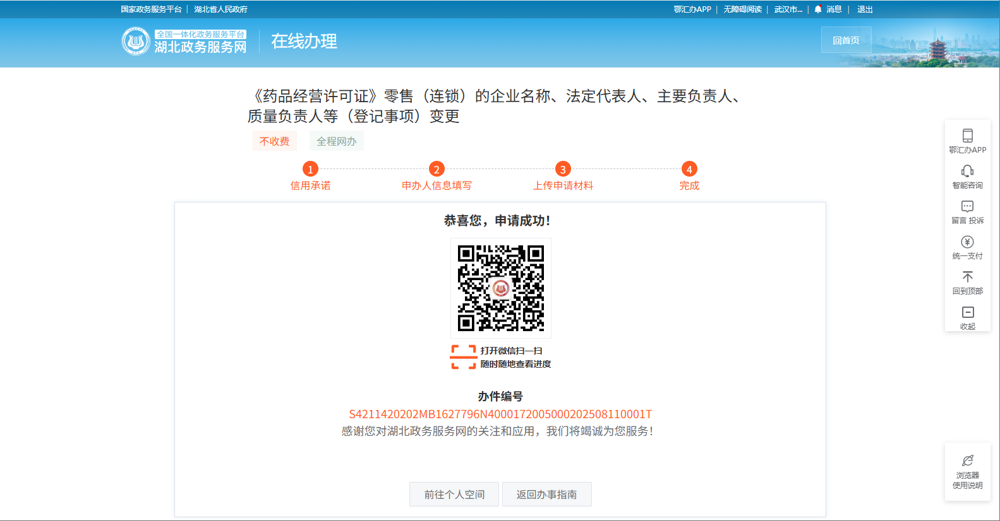 国家政务服务平台 | 湖北省人民政府
鄂汇办APP | 无障碍阅读 | 武汉市... | 消息 | 退出
全国一体化政务服务平台
湖北政务服务网
在线办理
回首页
《药品经营许可证》零售（连锁）的企业名称、法定代表人、主要负责人、
质量负责人等（登记事项）变更
不收费 全程网办
1 2 3 4
信用承诺 申办人信息填写 上传申请材料 完成
恭喜您，申请成功！
打开微信扫一扫
随时随地查看进度
办件编号
S4211420202MB1627796N4000172005000202508110001T
感谢您对湖北政务服务网的关注和应用，我们将竭诚为您服务！
前往个人空间 返回办事指南
鄂汇办APP
智能咨询
留言 投诉
统一支付
回到顶部
收起
浏览器
使用说明